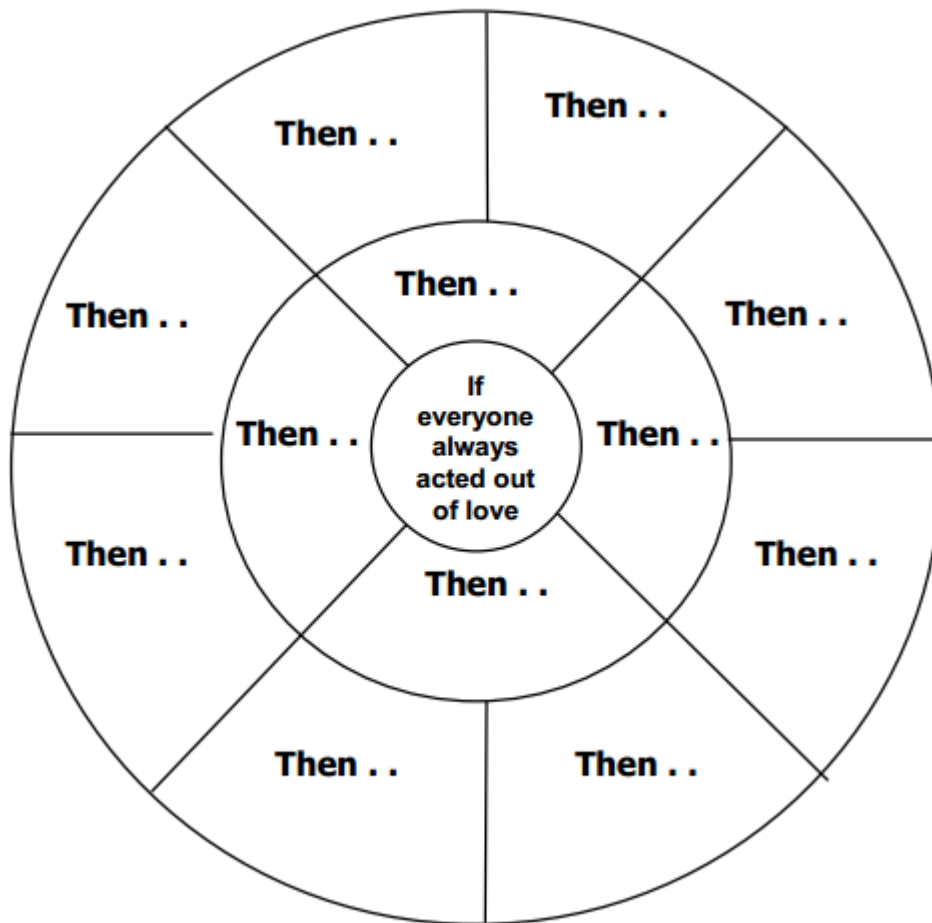 Then . .
Then . .
Then . .
Then . .
Then . .
Then . .
Then . .
If
everyone
always
acted out
of love
Then . .
Then . .
Then . .
Then . .
Then . .
Then . .